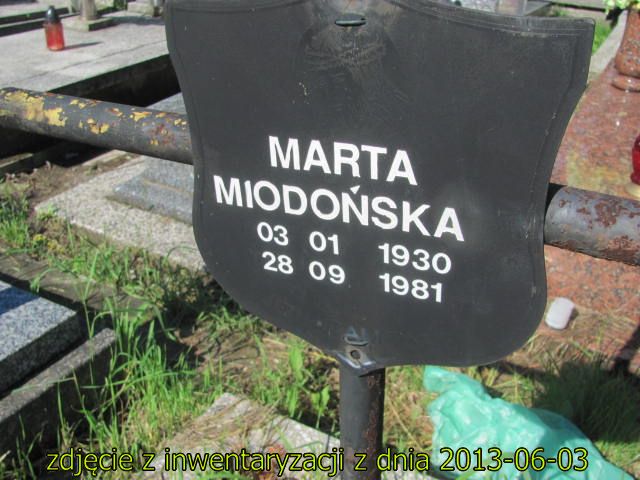 MARTA
MIODOŃSKA
03 01 1930
28 09 1981
zdjęcie z inwentaryzacji z dnia 2013-06-03